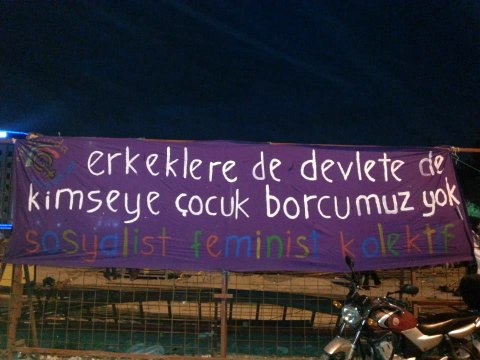 erkeklere de devlete de
kimseye çocuk borcumuz yok
sosyalist feminist kolektif